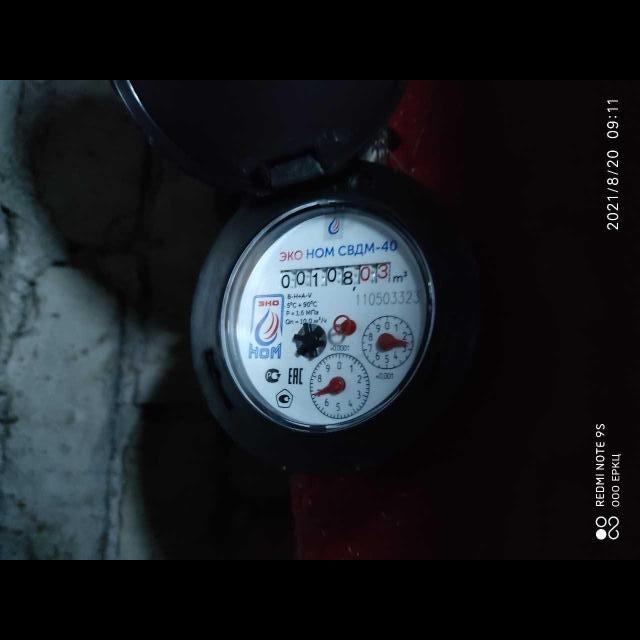 ЭКО НОМ СВДМ-40
00108,03 m³
110503323
В-Н♦А-V
5°C + 90°C
P = 1,6 МПа
ЭКО
НОМ
ЕАС
2021/8/20 09:11
REDMI NOTE 9S
ООО ЕРКЦ